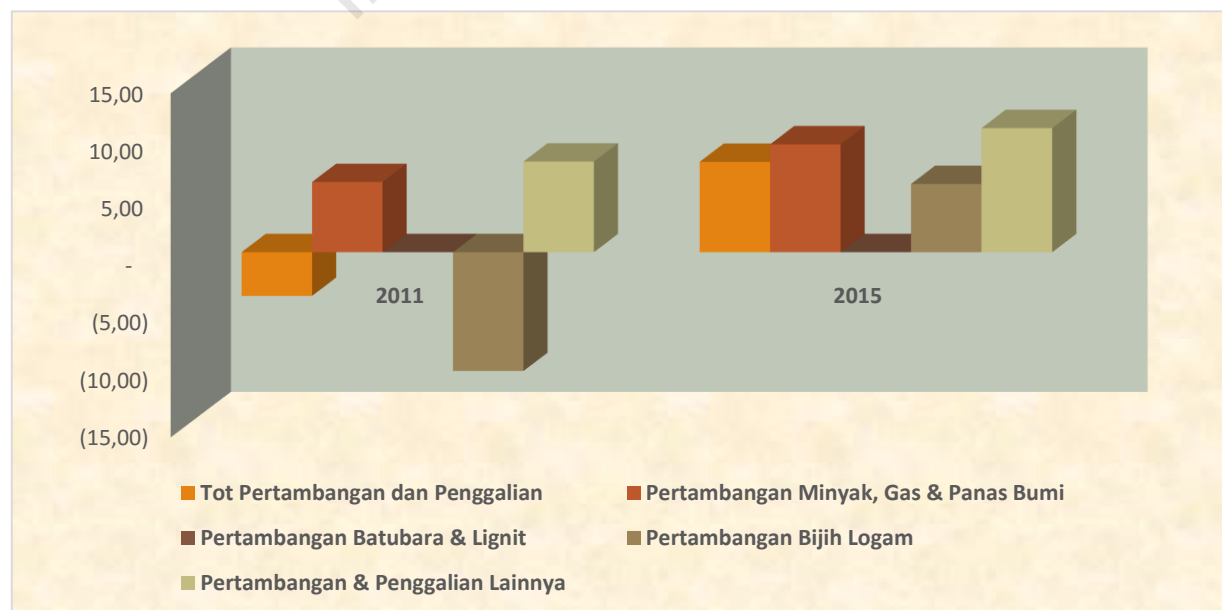 15,00
10,00
5,00
-
(5,00)
(10,00)
(15,00)
2011
2015
Tot Pertambangan dan Penggalian
Pertambangan Minyak, Gas & Panas Bumi
Pertambangan Batubara & Lignit
Pertambangan Bijih Logam
Pertambangan & Penggalian Lainnya